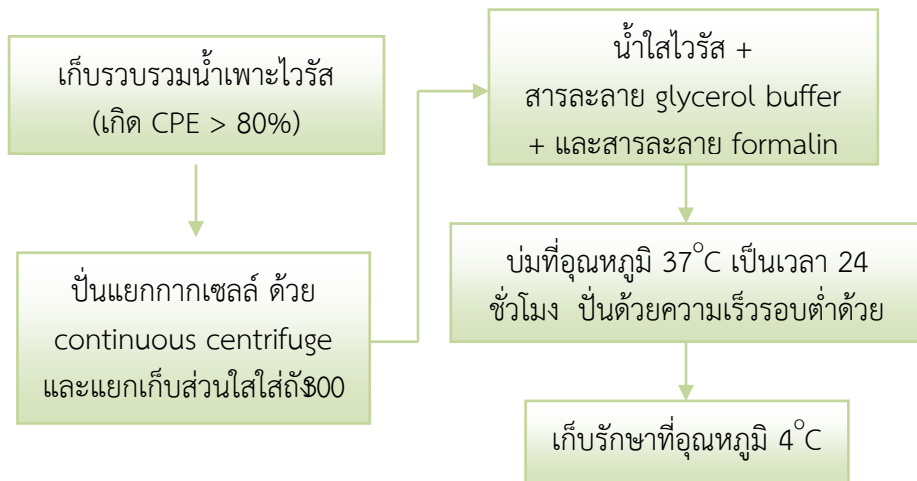 เก็บรวบรวมน้ำเพาะไวรัส
(เกิด CPE > 80%)
ปั่นแยกกากเซลล์ ด้วย
continuous centrifuge
และแยกเก็บส่วนใสใส่ถัง300
น้ำใสไวรัส +
สารละลาย glycerol buffer
+ และสารละลาย formalin
บ่มที่อุณหภูมิ 37°C เป็นเวลา 24
ชั่วโมง ปั่นด้วยความเร็วรอบต่ำด้วย
เก็บรักษาที่อุณหภูมิ 4°C